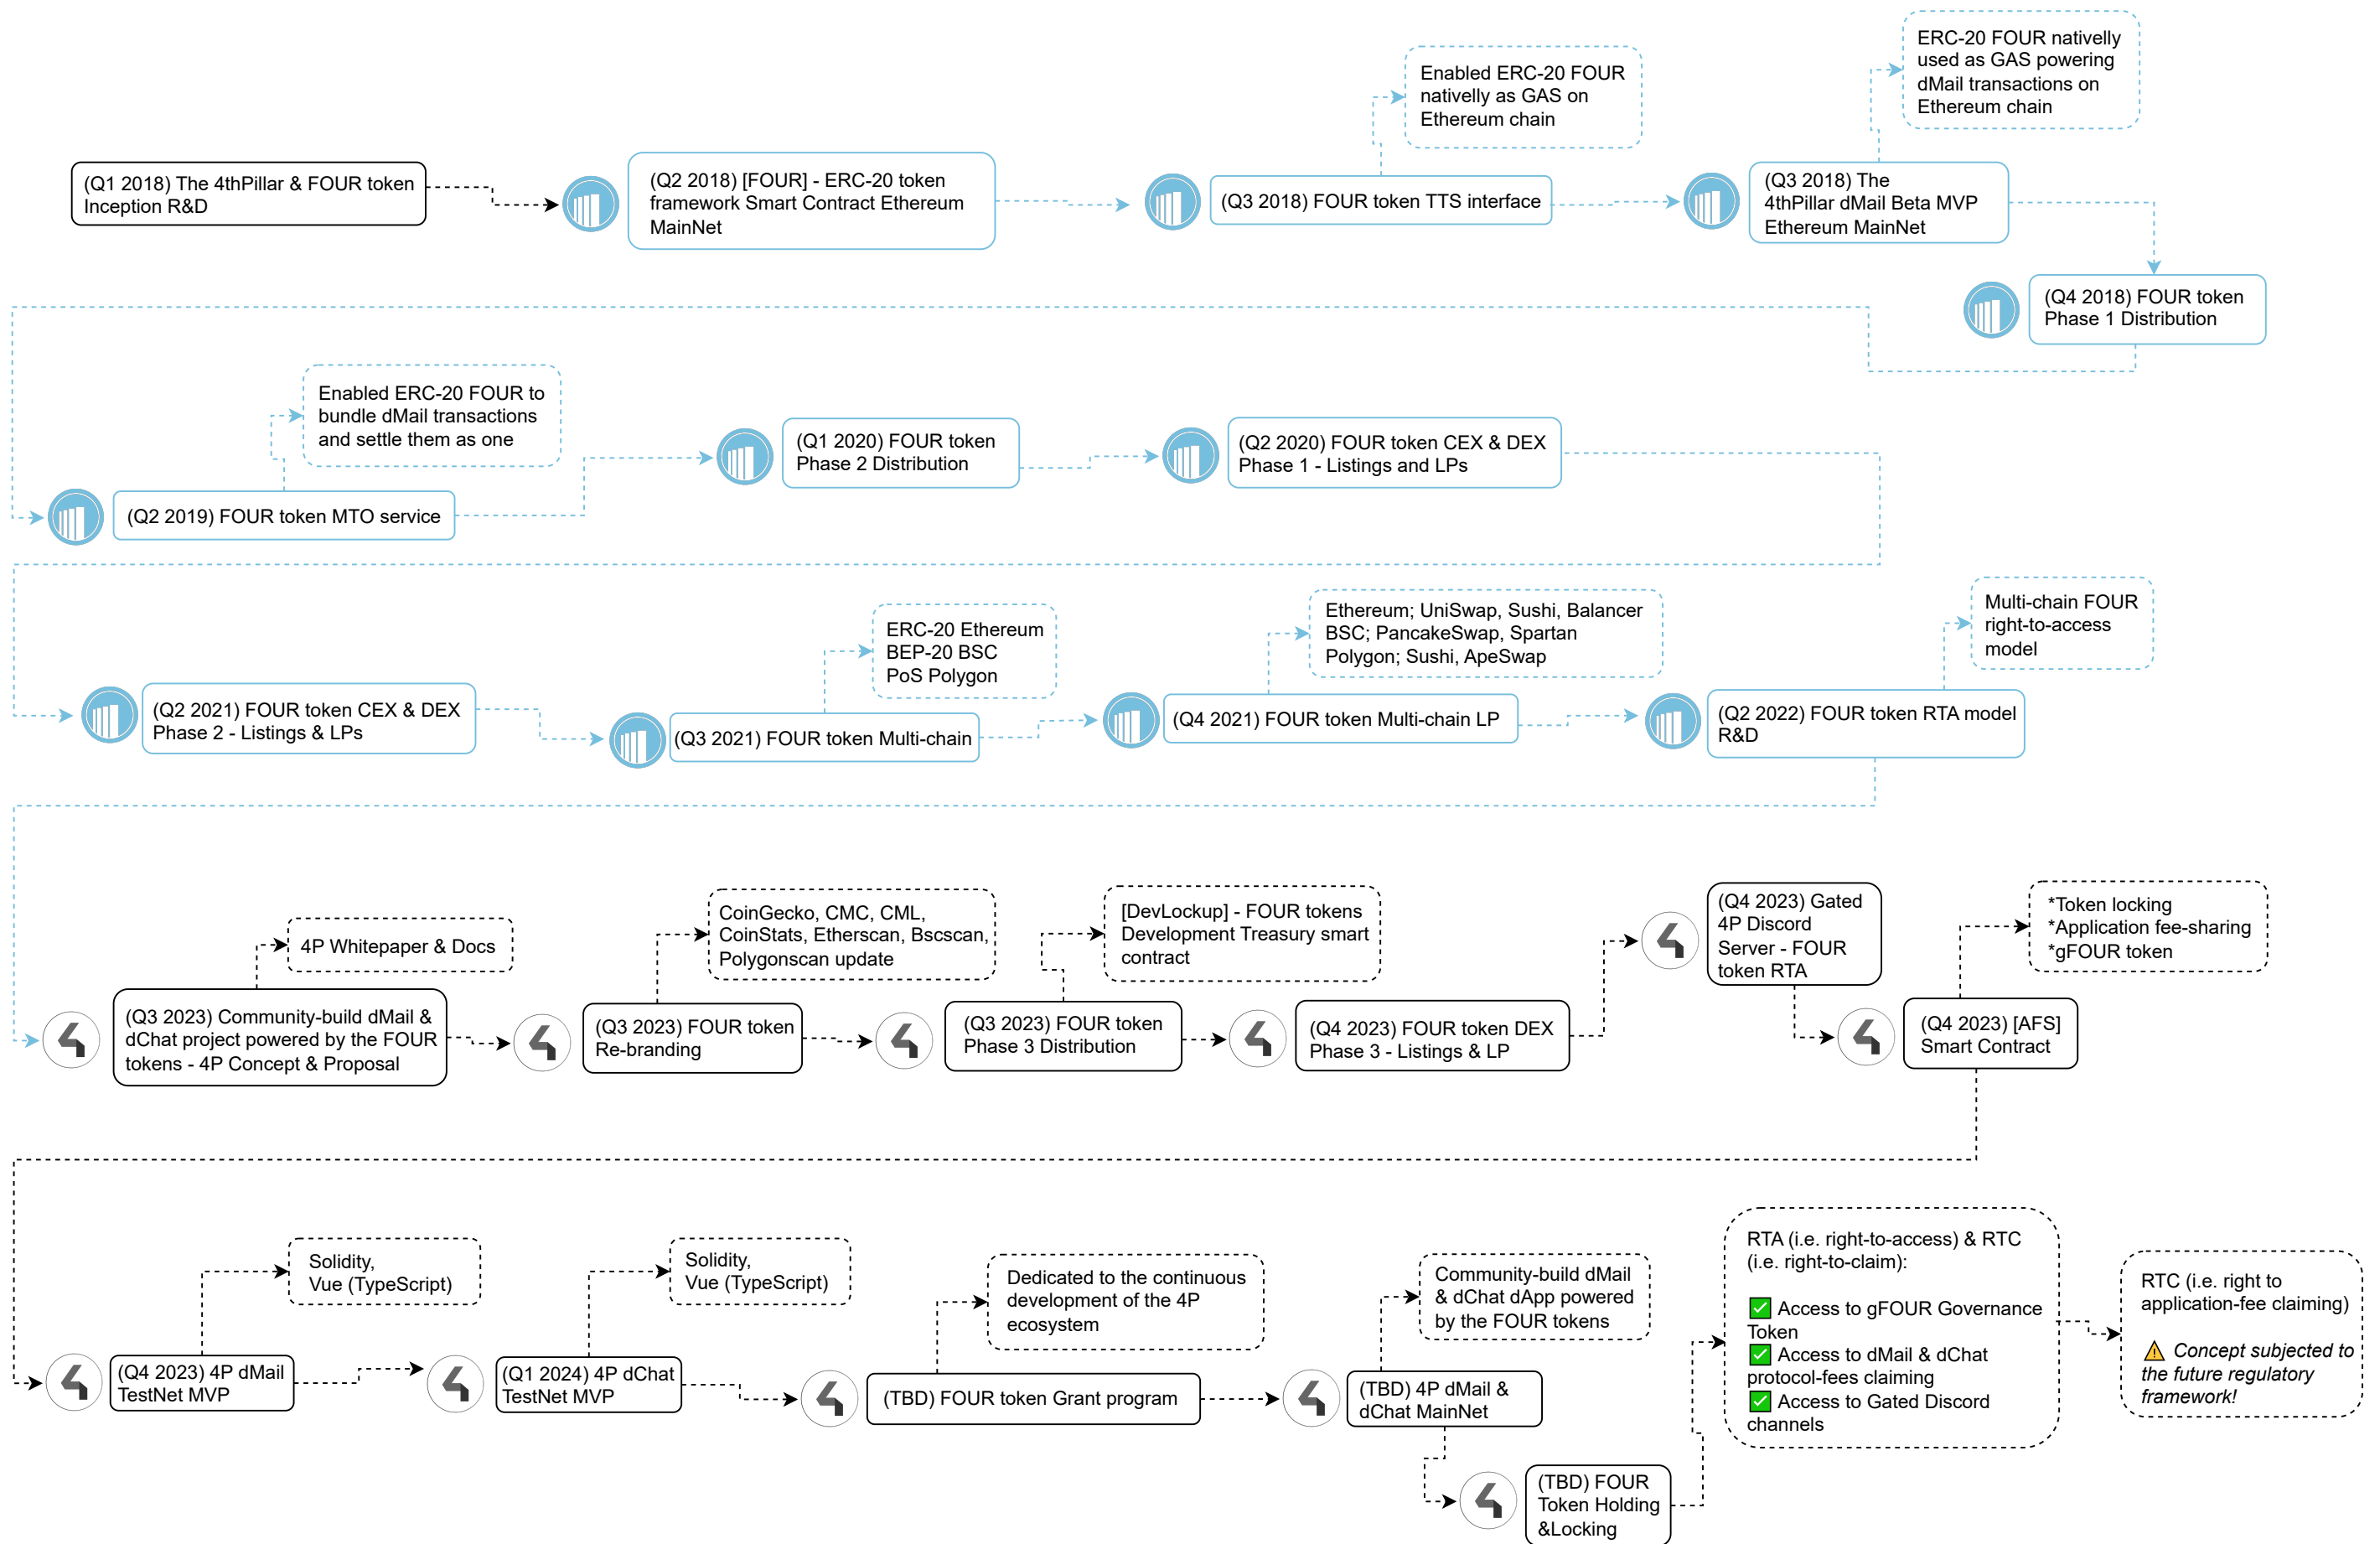 (Q1 2018) The 4thPillar & FOUR token
Inception R&D
(Q2 2018) [FOUR] - ERC-20 token
framework Smart Contract Ethereum
MainNet
Enabled ERC-20 FOUR
nativelly as GAS on
Ethereum chain
(Q3 2018) FOUR token TTS interface
ERC-20 FOUR nativelly
used as GAS powering
dMail transactions on
Ethereum chain
(Q3 2018) The
4thPillar dMail Beta MVP
Ethereum MainNet
(Q4 2018) FOUR token
Phase 1 Distribution
Enabled ERC-20 FOUR to
bundle dMail transactions
and settle them as one
(Q2 2019) FOUR token MTO service
(Q1 2020) FOUR token
Phase 2 Distribution
(Q2 2020) FOUR token CEX & DEX
Phase 1 - Listings and LPs
(Q2 2021) FOUR token CEX & DEX
Phase 2 - Listings & LPs
ERC-20 Ethereum
BEP-20 BSC
PoS Polygon
(Q3 2021) FOUR token Multi-chain
Ethereum; UniSwap, Sushi, Balancer
BSC; PancakeSwap, Spartan
Polygon; Sushi, ApeSwap
(Q4 2021) FOUR token Multi-chain LP
Multi-chain FOUR
right-to-access
model
(Q2 2022) FOUR token RTA model
R&D
4P Whitepaper & Docs
(Q3 2023) Community-build dMail &
dChat project powered by the FOUR
tokens - 4P Concept & Proposal
CoinGecko, CMC, CML,
CoinStats, Etherscan, Bscscan,
Polygonscan update
(Q3 2023) FOUR token
Re-branding
[DevLockup] - FOUR tokens
Development Treasury smart
contract
(Q3 2023) FOUR token
Phase 3 Distribution
(Q4 2023) FOUR token DEX
Phase 3 - Listings & LP
(Q4 2023) Gated
4P Discord
Server - FOUR
token RTA
*Token locking
*Application fee-sharing
*gFOUR token
(Q4 2023) [AFS]
Smart Contract
Solidity,
Vue (TypeScript)
(Q4 2023) 4P dMail
TestNet MVP
Solidity,
Vue (TypeScript)
(Q1 2024) 4P dChat
TestNet MVP
Dedicated to the continuous
development of the 4P
ecosystem
(TBD) FOUR token Grant program
Community-build dMail
& dChat dApp powered
by the FOUR tokens
(TBD) 4P dMail &
dChat MainNet
(TBD) FOUR
Token Holding
&Locking
RTA (i.e. right-to-access) & RTC
(i.e. right-to-claim):
✅ Access to gFOUR Governance
Token
✅ Access to dMail & dChat
protocol-fees claiming
✅ Access to Gated Discord
channels
RTC (i.e. right to
application-fee claiming)
⚠️ Concept subjected to
the future regulatory
framework!